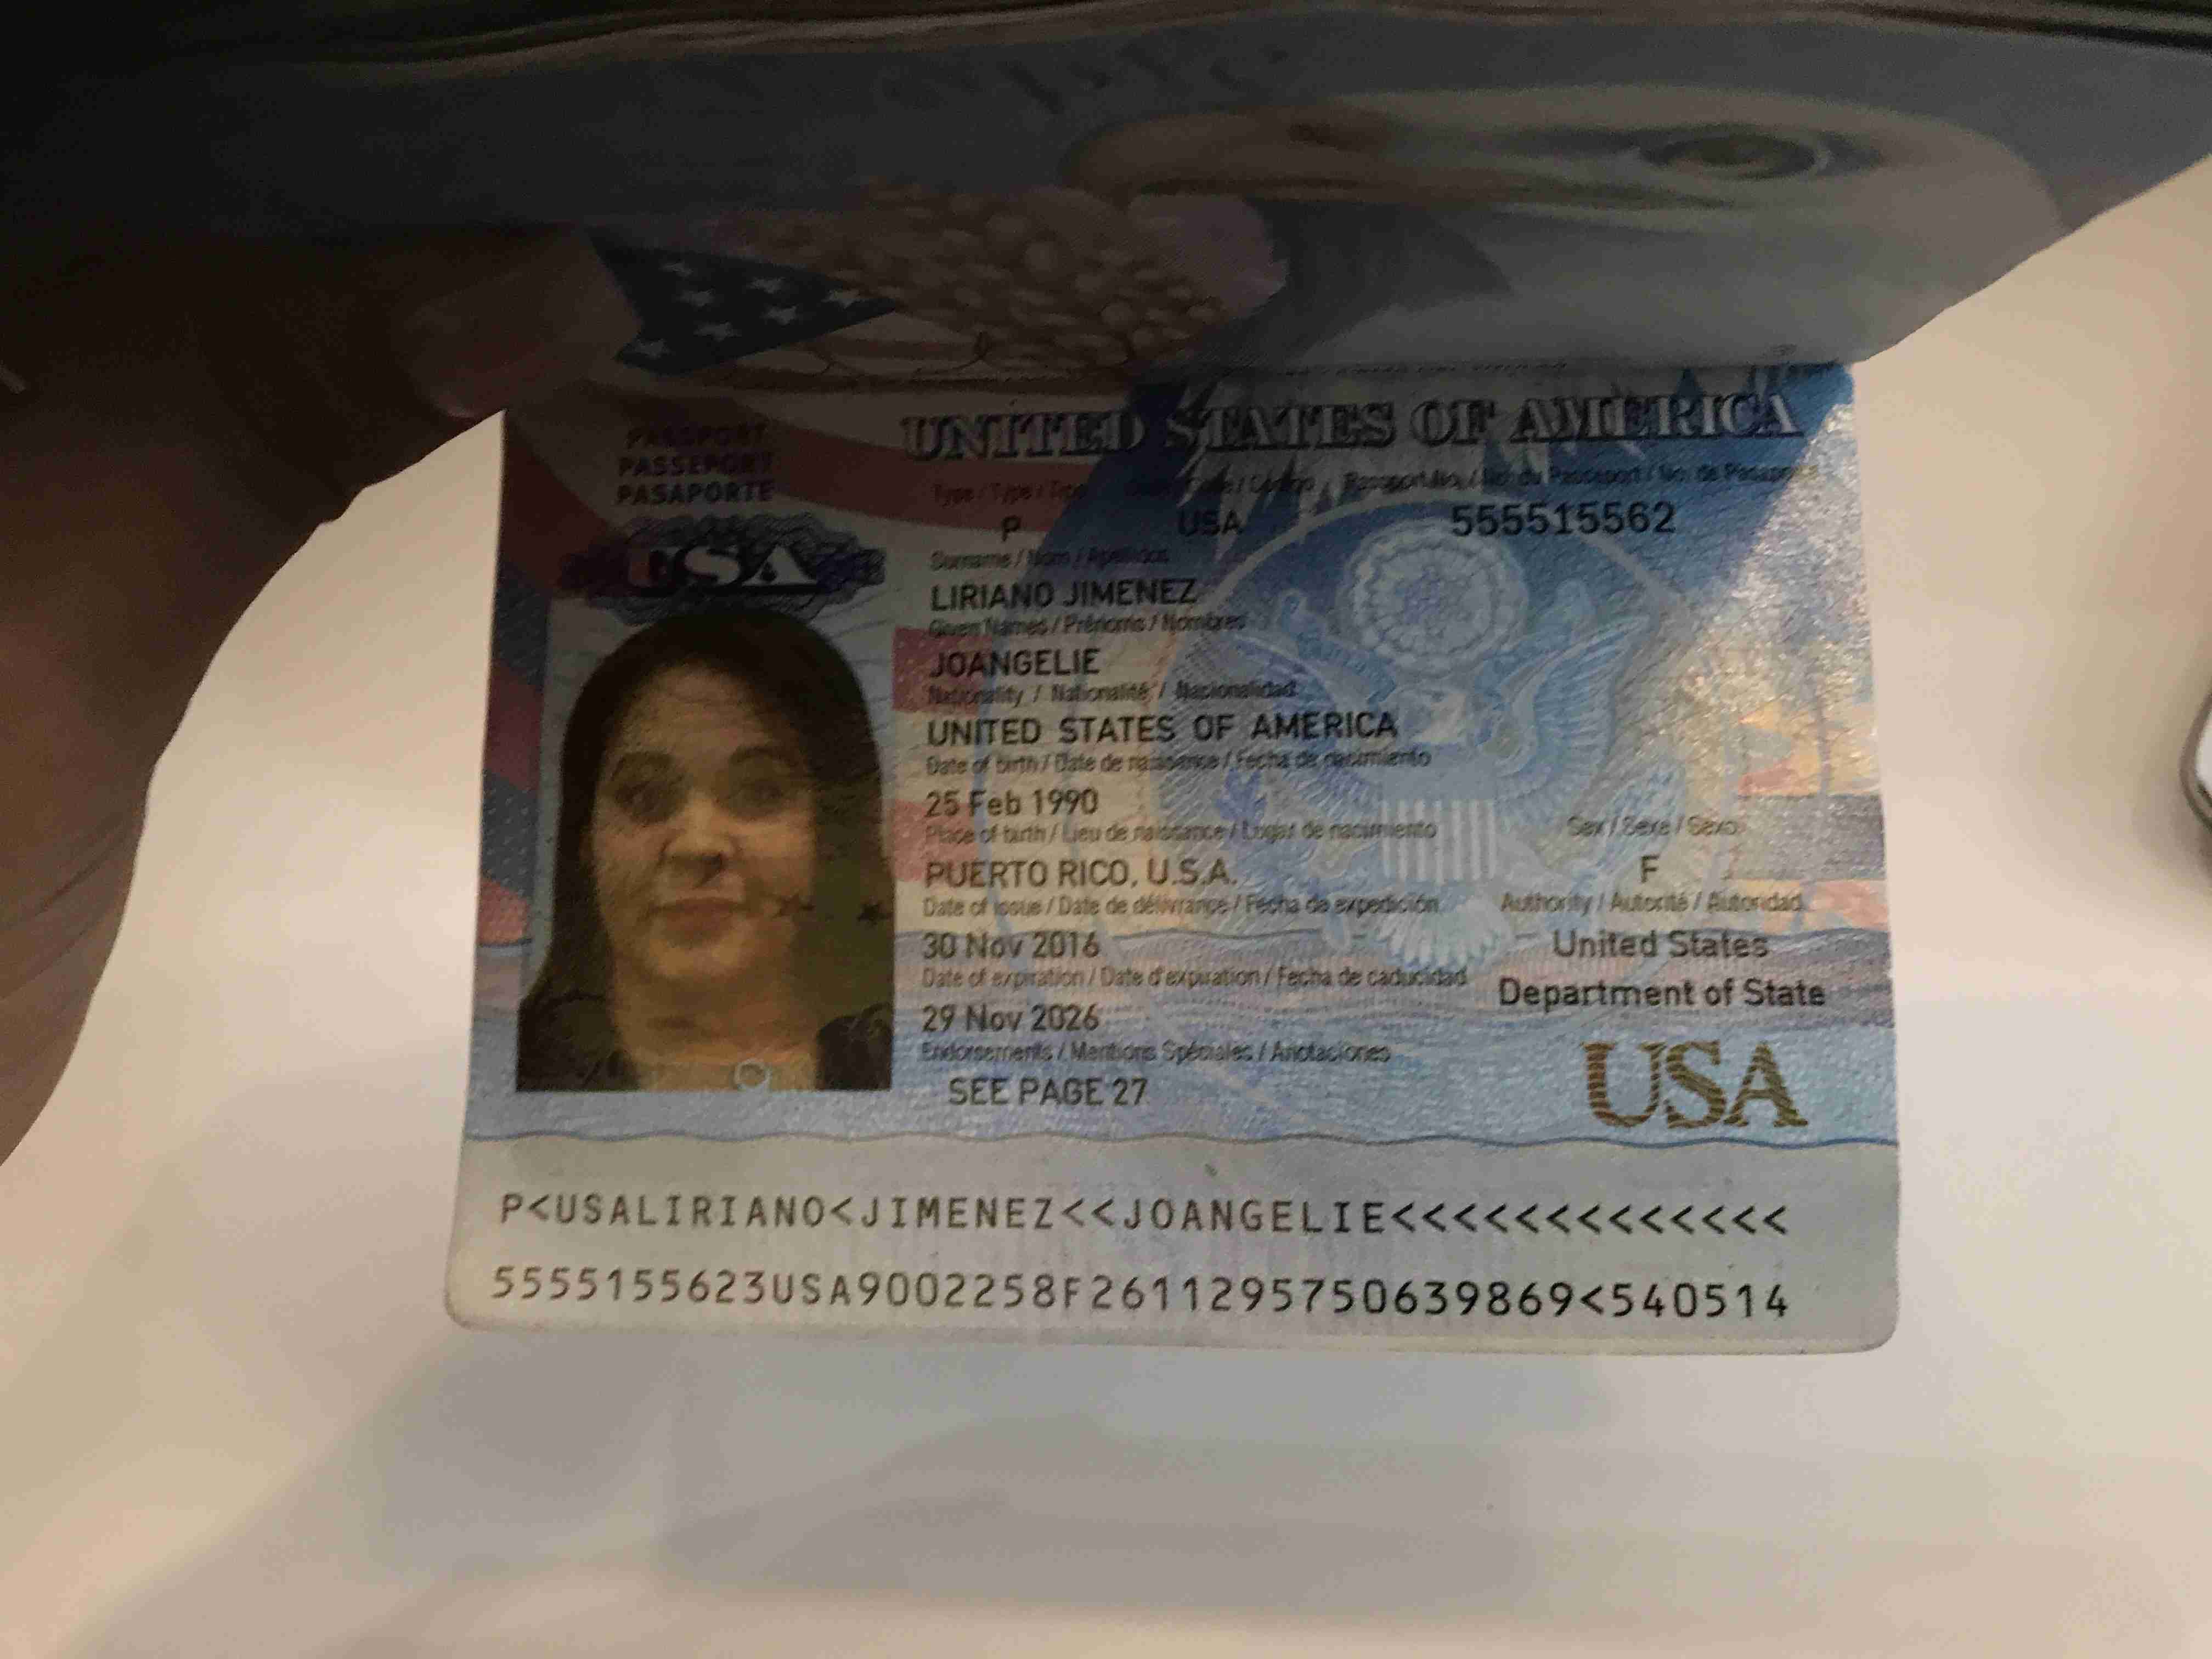 UNITED STATES OF AMERICA
PASSPORT
PASSEPORT
PASAPORTE
USA
Type / Type / Tipo Code / Código Passport No. / No. du Passeport / No. de Pasaporte
P USA 555515562
Surname / Nom / Apellidos
LIRIANO JIMENEZ
Given Names / Prénoms / Nombres
JOANGELIE
Nationality / Nationalité / Nacionalidad
UNITED STATES OF AMERICA
Date of birth / Date de naissance / Fecha de nacimiento
25 Feb 1990
Place of birth / Lieu de naissance / Lugar de nacimiento Sex / Sexe / Sexo
PUERTO RICO, U.S.A. F
Date of issue / Date de délivrance / Fecha de expedición Authority / Autorité / Autoridad
30 Nov 2016 United States
Date of expiration / Date d'expiration / Fecha de caducidad Department of State
29 Nov 2026
Endorsements / Mentions Spéciales / Anotaciones
SEE PAGE 27
USA
P<USALIRIANO<JIMENEZ<<JOANGELIE<<<<<<<<<<<<<
5555155623USA9002258F2611295750639869<540514